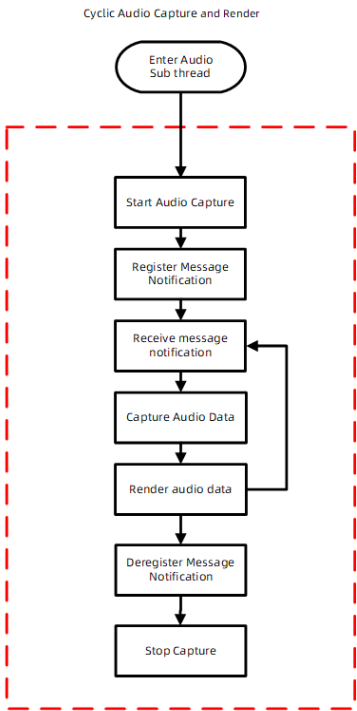 Cyclic Audio Capture and Render
Enter Audio
Sub thread
Start Audio Capture
Register Message
Notification
Receive message
notification
Capture Audio Data
Render audio data
Deregister Message
Notification
Stop Capture